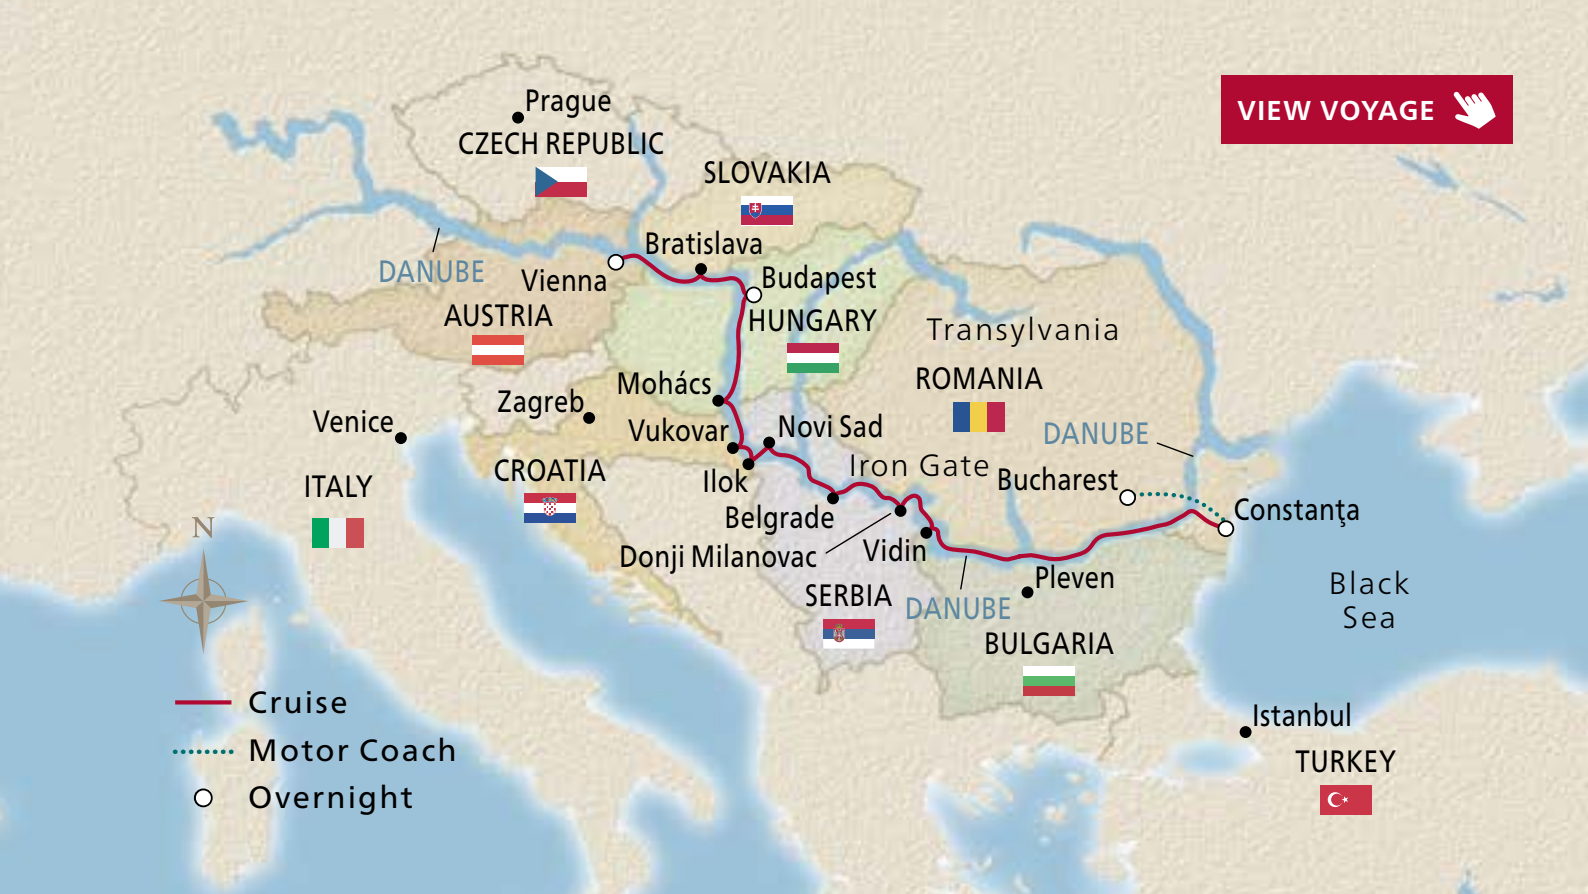 VIEW VOYAGE
Prague
CZECH REPUBLIC
SLOVAKIA
Bratislava
DANUBE
Vienna
Budapest
AUSTRIA
HUNGARY
Transylvania
ROMANIA
Mohács
Zagreb
Venice
Vukovar
Novi Sad
DANUBE
CROATIA
Iron Gate
Ilok
Bucharest
ITALY
Constanţa
Belgrade
N
Donji Milanovac
Vidin
Pleven
SERBIA
DANUBE
Black
Sea
BULGARIA
Cruise
Istanbul
Motor Coach
TURKEY
Overnight